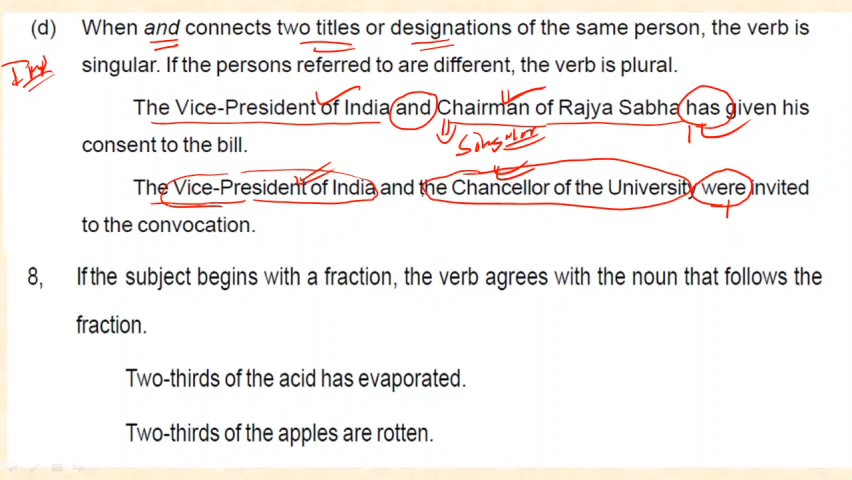 (d) When and connects two titles or designations of the same person, the verb is
Imp singular. If the persons referred to are different, the verb is plural.
The Vice-President of India and Chairman of Rajya Sabha has given his
consent to the bill.
The Vice-President of India and the Chancellor of the University were invited
to the convocation.
8, If the subject begins with a fraction, the verb agrees with the noun that follows the
fraction.
Two-thirds of the acid has evaporated.
Two-thirds of the apples are rotten.